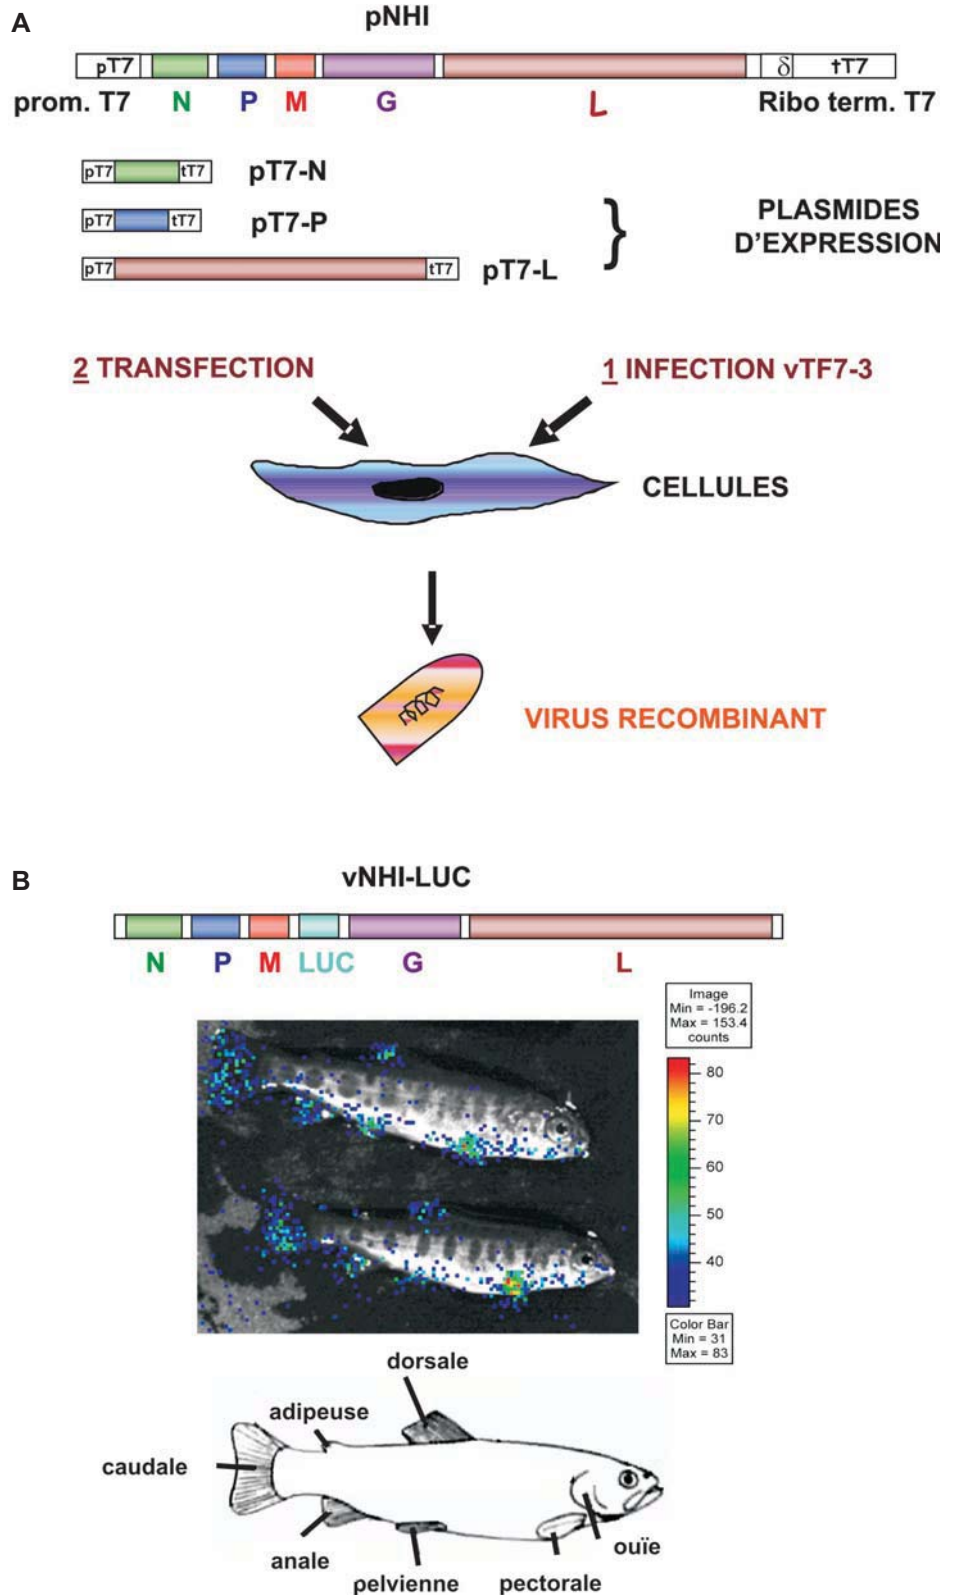 A
pNHI
pT7 δ tT7
prom. T7 N P M G L Ribo term. T7
pT7 tT7 pT7-N
pT7 tT7 pT7-P
pT7 tT7 pT7-L
}
PLASMIDES
D'EXPRESSION
2 TRANSFECTION
1 INFECTION vTF7-3
CELLULES
VIRUS RECOMBINANT
B
vNHI-LUC
N P M LUC G L
Image
Min = -196.2
Max = 153.4
counts
80
70
60
50
40
Color Bar
Min = 31
Max = 83
dorsale
adipeuse
caudale
anale
pelvienne
pectorale
ouïe